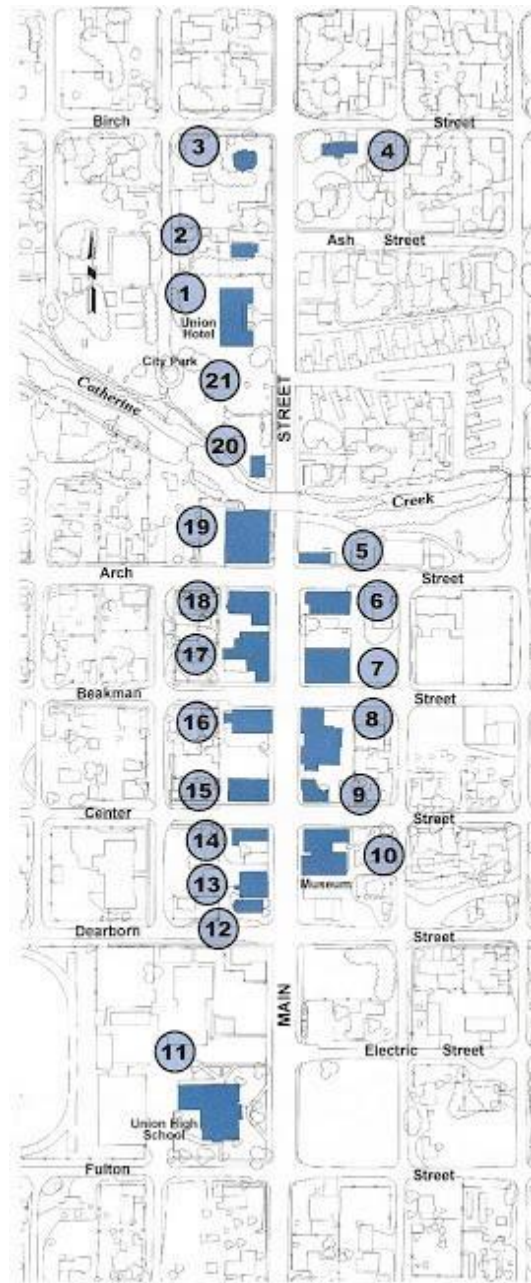 Birch Street
3
4
2
Ash Street
1
Union
Hotel
City Park
21
Catherine
STREET
20
Creek
19
5
Arch Street
18
6
17
7
Beakman Street
16
8
15
9
Center Street
14
10
13
Museum
12
Dearborn Street
MAIN
11
Electric Street
Union High
School
Fulton Street